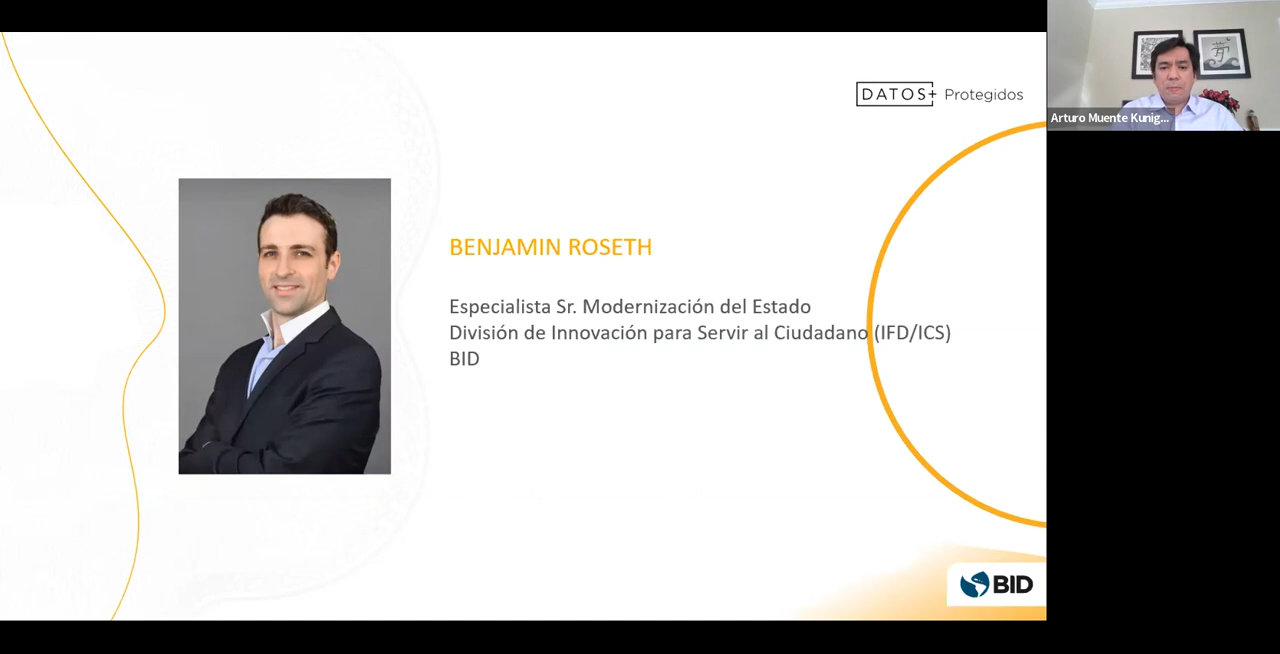 DATOS+ Protegidos
Arturo Muente Kunig...
BENJAMIN ROSETH
Especialista Sr. Modernización del Estado
División de Innovación para Servir al Ciudadano (IFD/ICS)
BID
BID